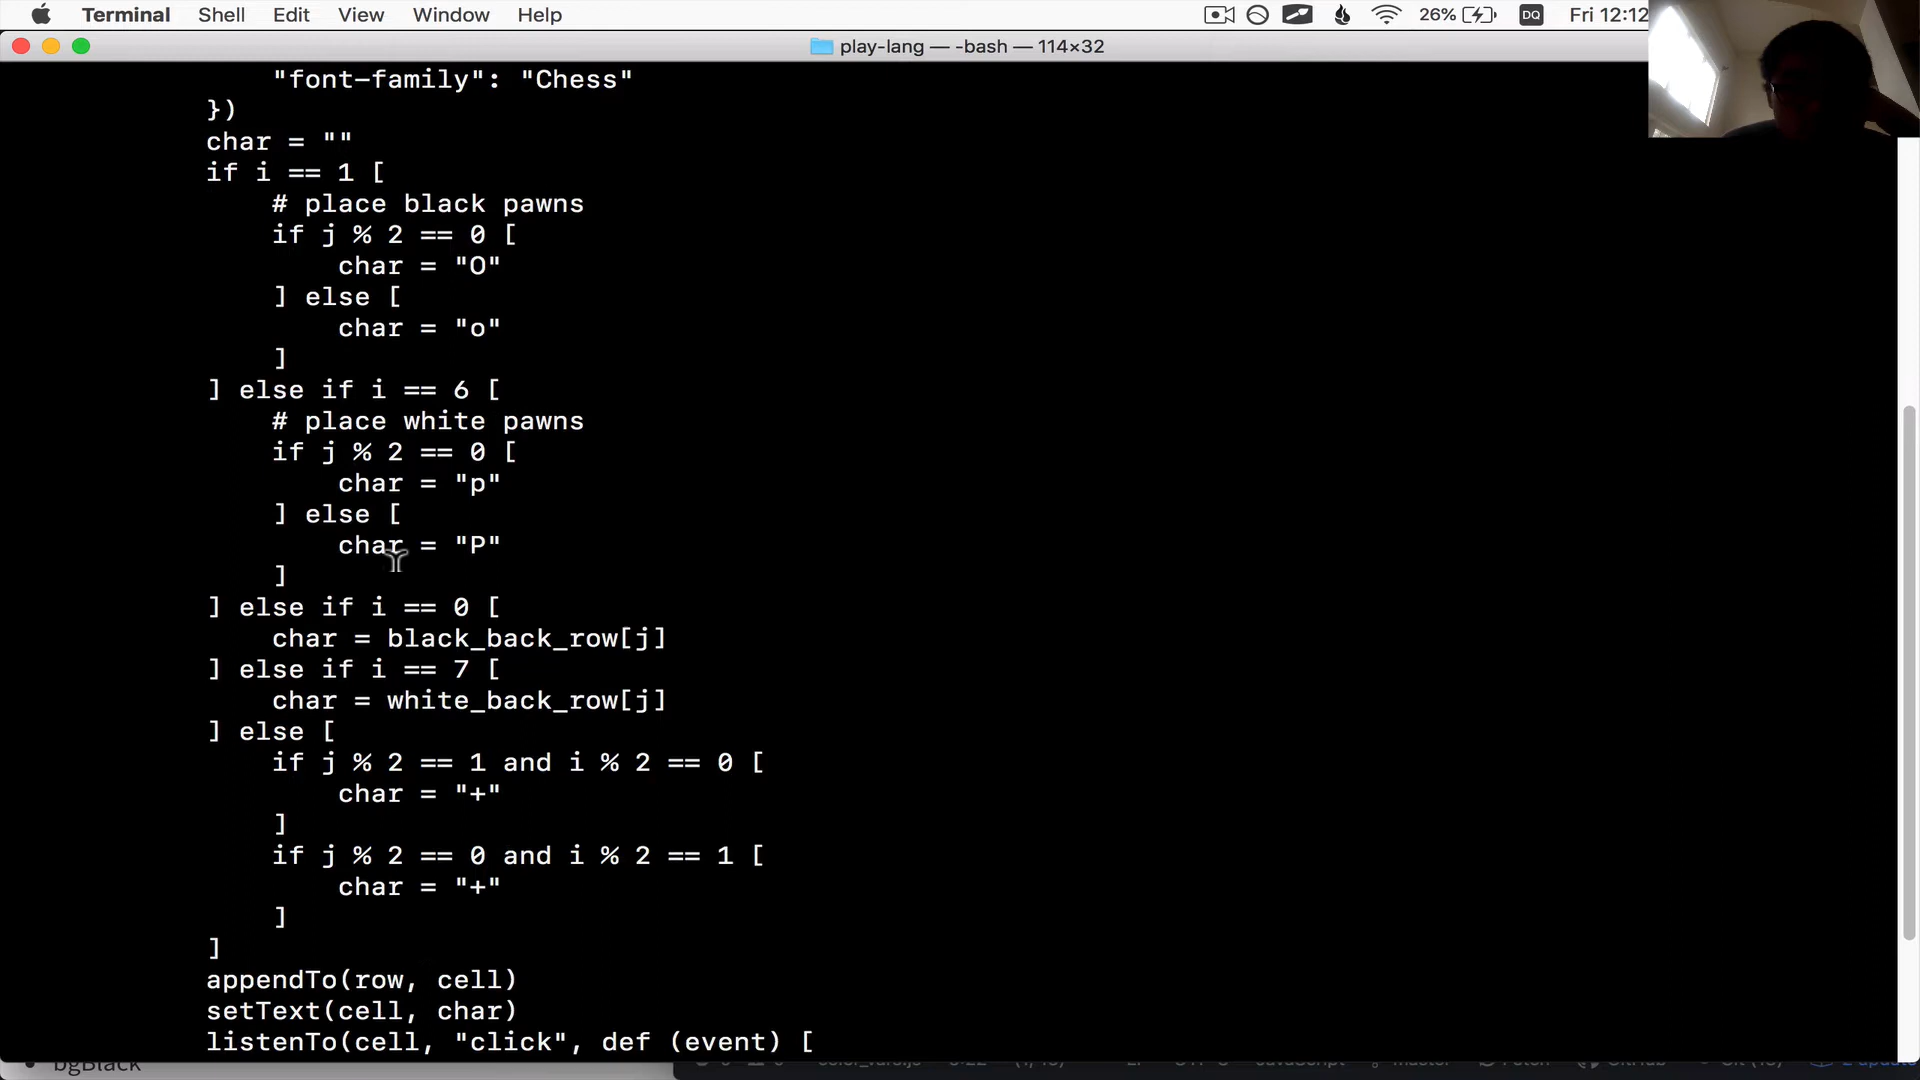 Terminal Shell Edit View Window Help 26% DQ Fri 12:12
play-lang — -bash — 114×32
"font-family": "Chess"
})
char = ""
if i == 1 [
# place black pawns
if j % 2 == 0 [
char = "O"
] else [
char = "o"
]
] else if i == 6 [
# place white pawns
if j % 2 == 0 [
char = "p"
] else [
char = "P"
]
] else if i == 0 [
char = black_back_row[j]
] else if i == 7 [
char = white_back_row[j]
] else [
if j % 2 == 1 and i % 2 == 0 [
char = "+"
]
if j % 2 == 0 and i % 2 == 1 [
char = "+"
]
]
appendTo(row, cell)
setText(cell, char)
listenTo(cell, "click", def (event) [
bgBlack